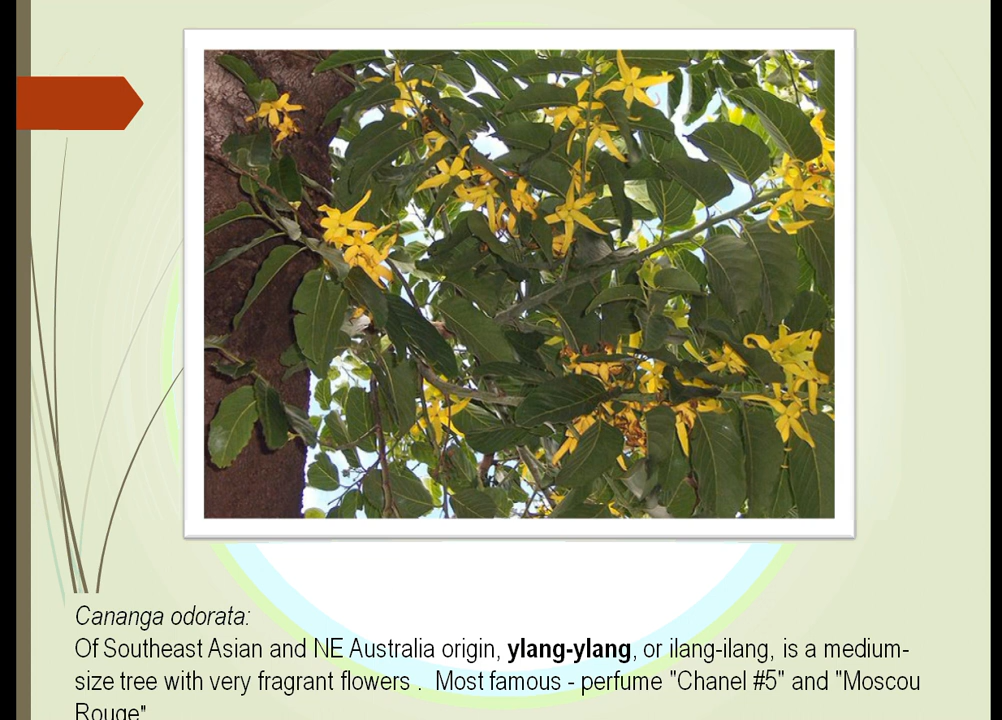 Cananga odorata:
Of Southeast Asian and NE Australia origin, ylang-ylang, or ilang-ilang, is a medium-
size tree with very fragrant flowers .  Most famous - perfume "Chanel #5" and "Moscou
Rouge"